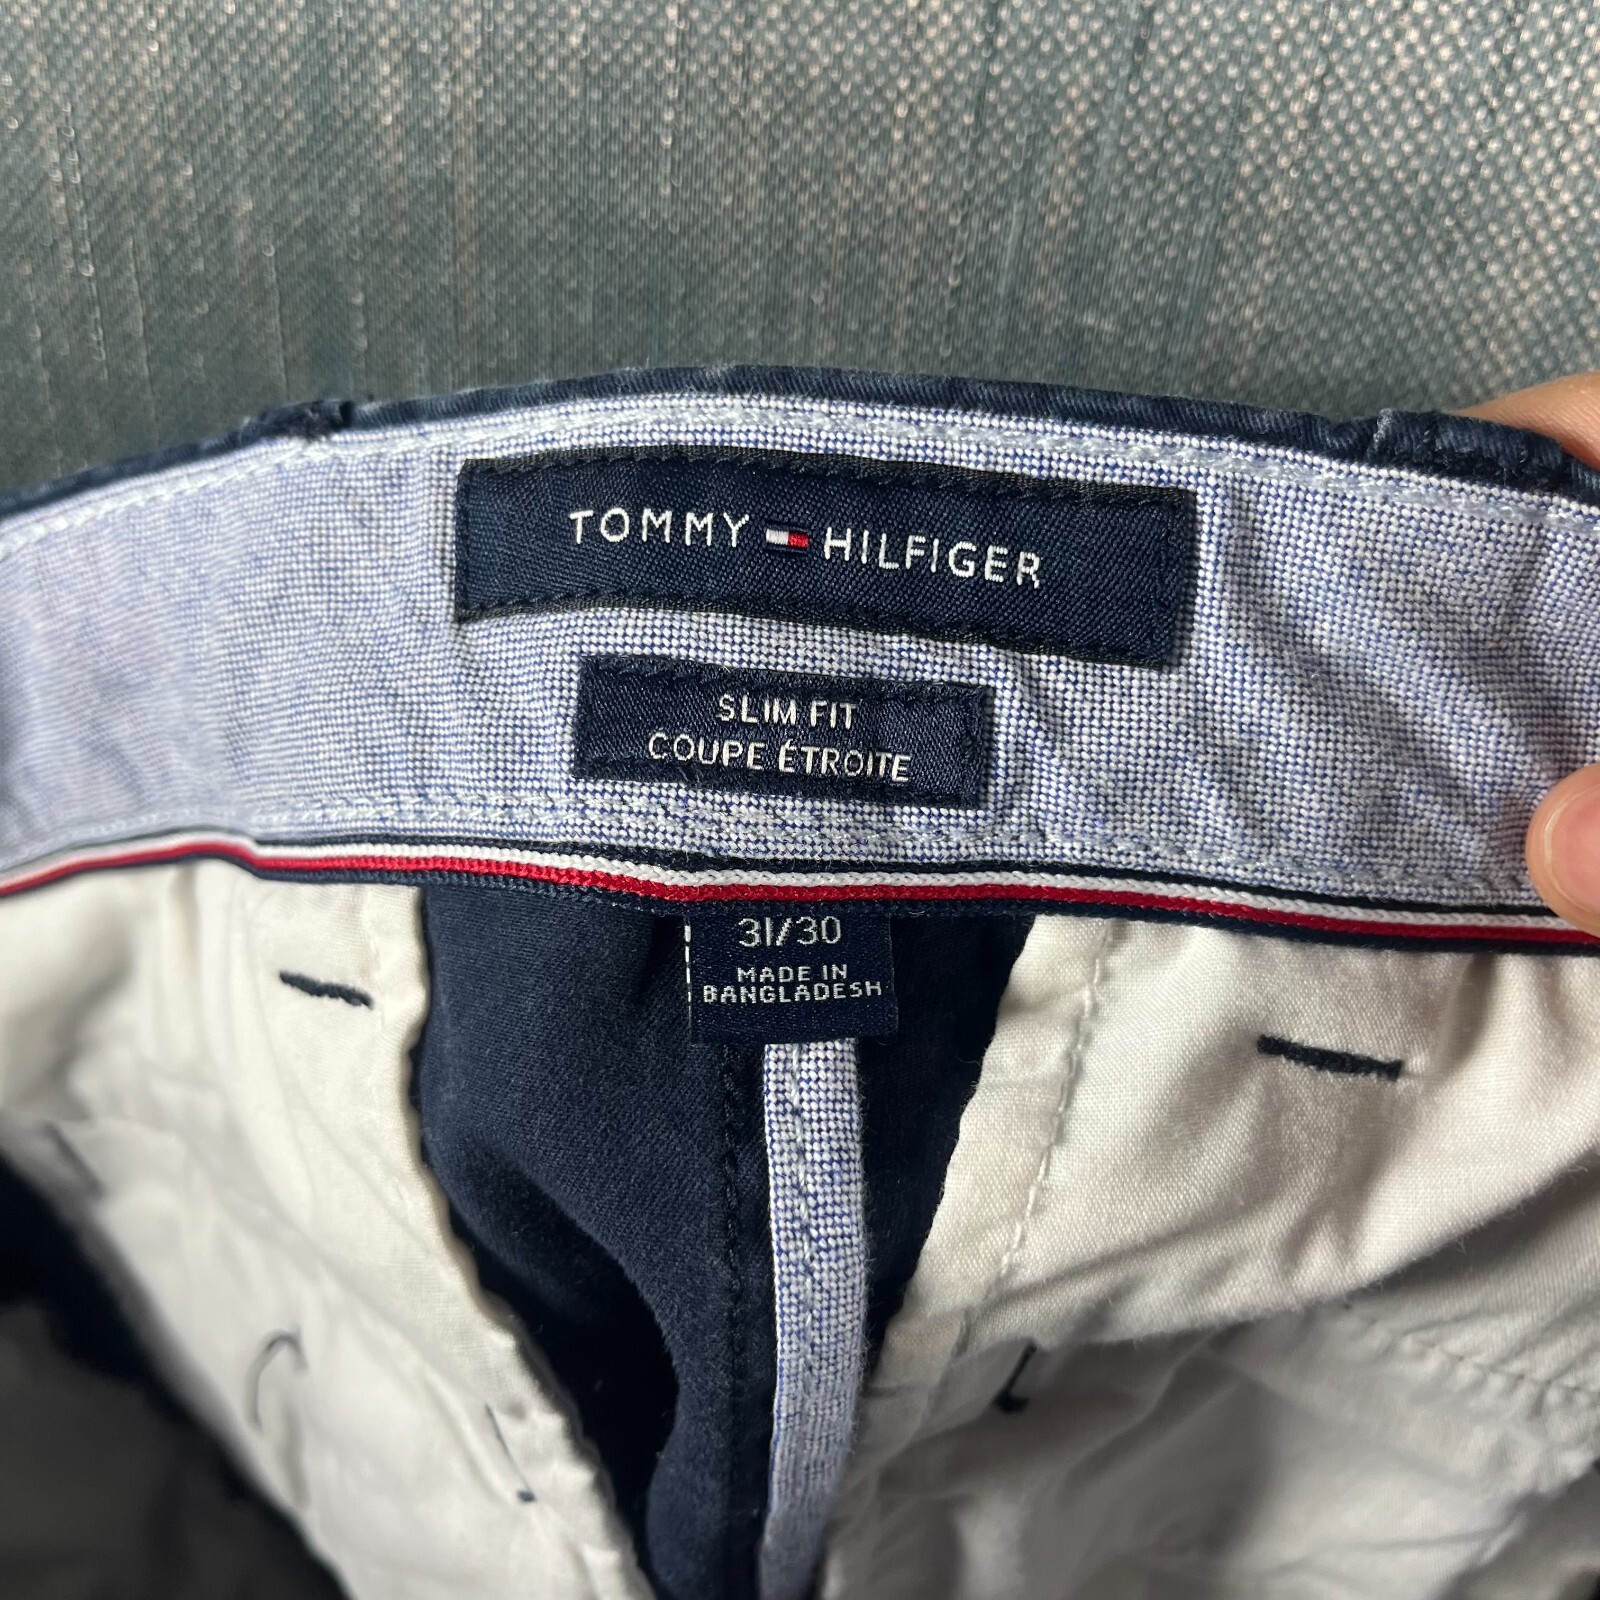 TOMMY HILFIGER
SLIM FIT
COUPE ÉTROITE
31/30
MADE IN
BANGLADESH